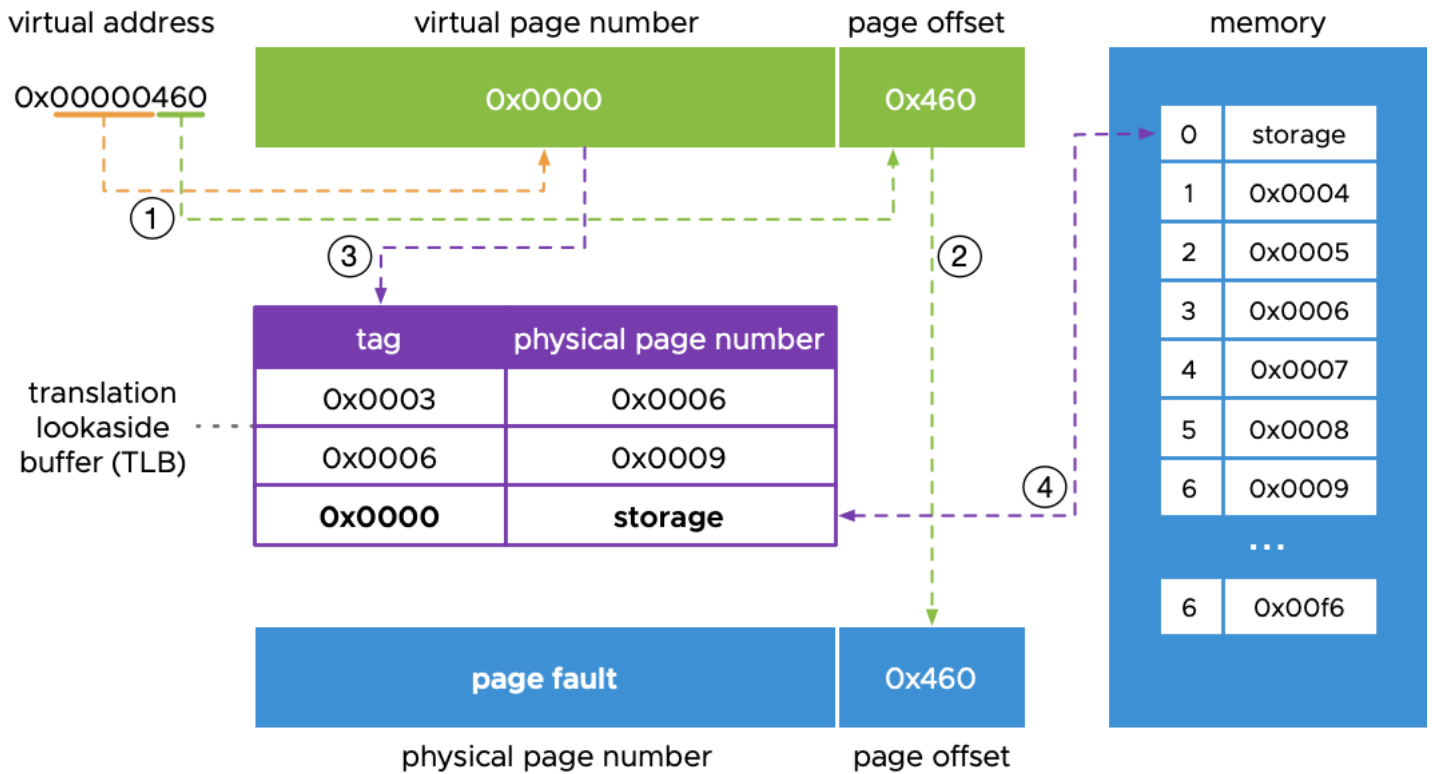 virtual address
virtual page number
page offset
memory
0x00000460
0x0000
0x460
0 storage
1 0x0004
2 0x0005
3 0x0006
4 0x0007
5 0x0008
6 0x0009
...
6 0x00f6
1
3
2
4
tag physical page number
0x0003 0x0006
0x0006 0x0009
0x0000 storage
translation
lookaside
buffer (TLB)
page fault
0x460
physical page number
page offset